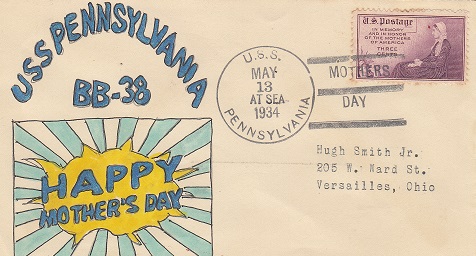 USS PENNSYLVANIA
BB-38
HAPPY
MOTHER'S DAY
U.S.S.
MAY
13
AT SEA
1934
PENNSYLVANIA
MOTHERS
DAY
U.S. Postage
IN MEMORY
AND IN HONOR
OF THE MOTHERS
OF AMERICA
THREE
CENTS
Hugh Smith Jr.
205 W. Ward St.
Versailles, Ohio